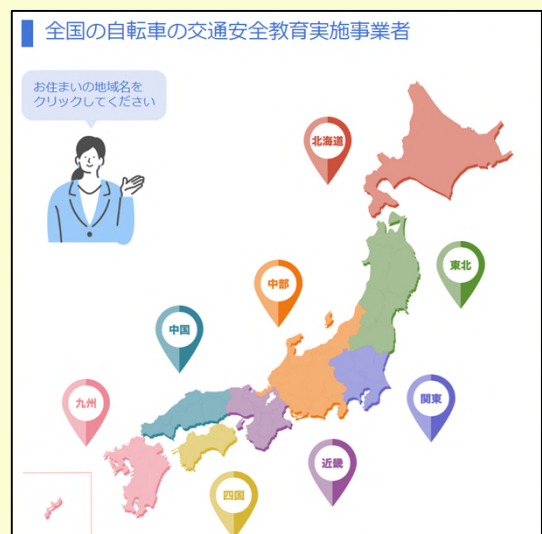 全国の自転車の交通安全教育実施事業者
お住まいの地域名を
クリックしてください
北海道
東北
中部
中国
関東
九州
近畿
四国